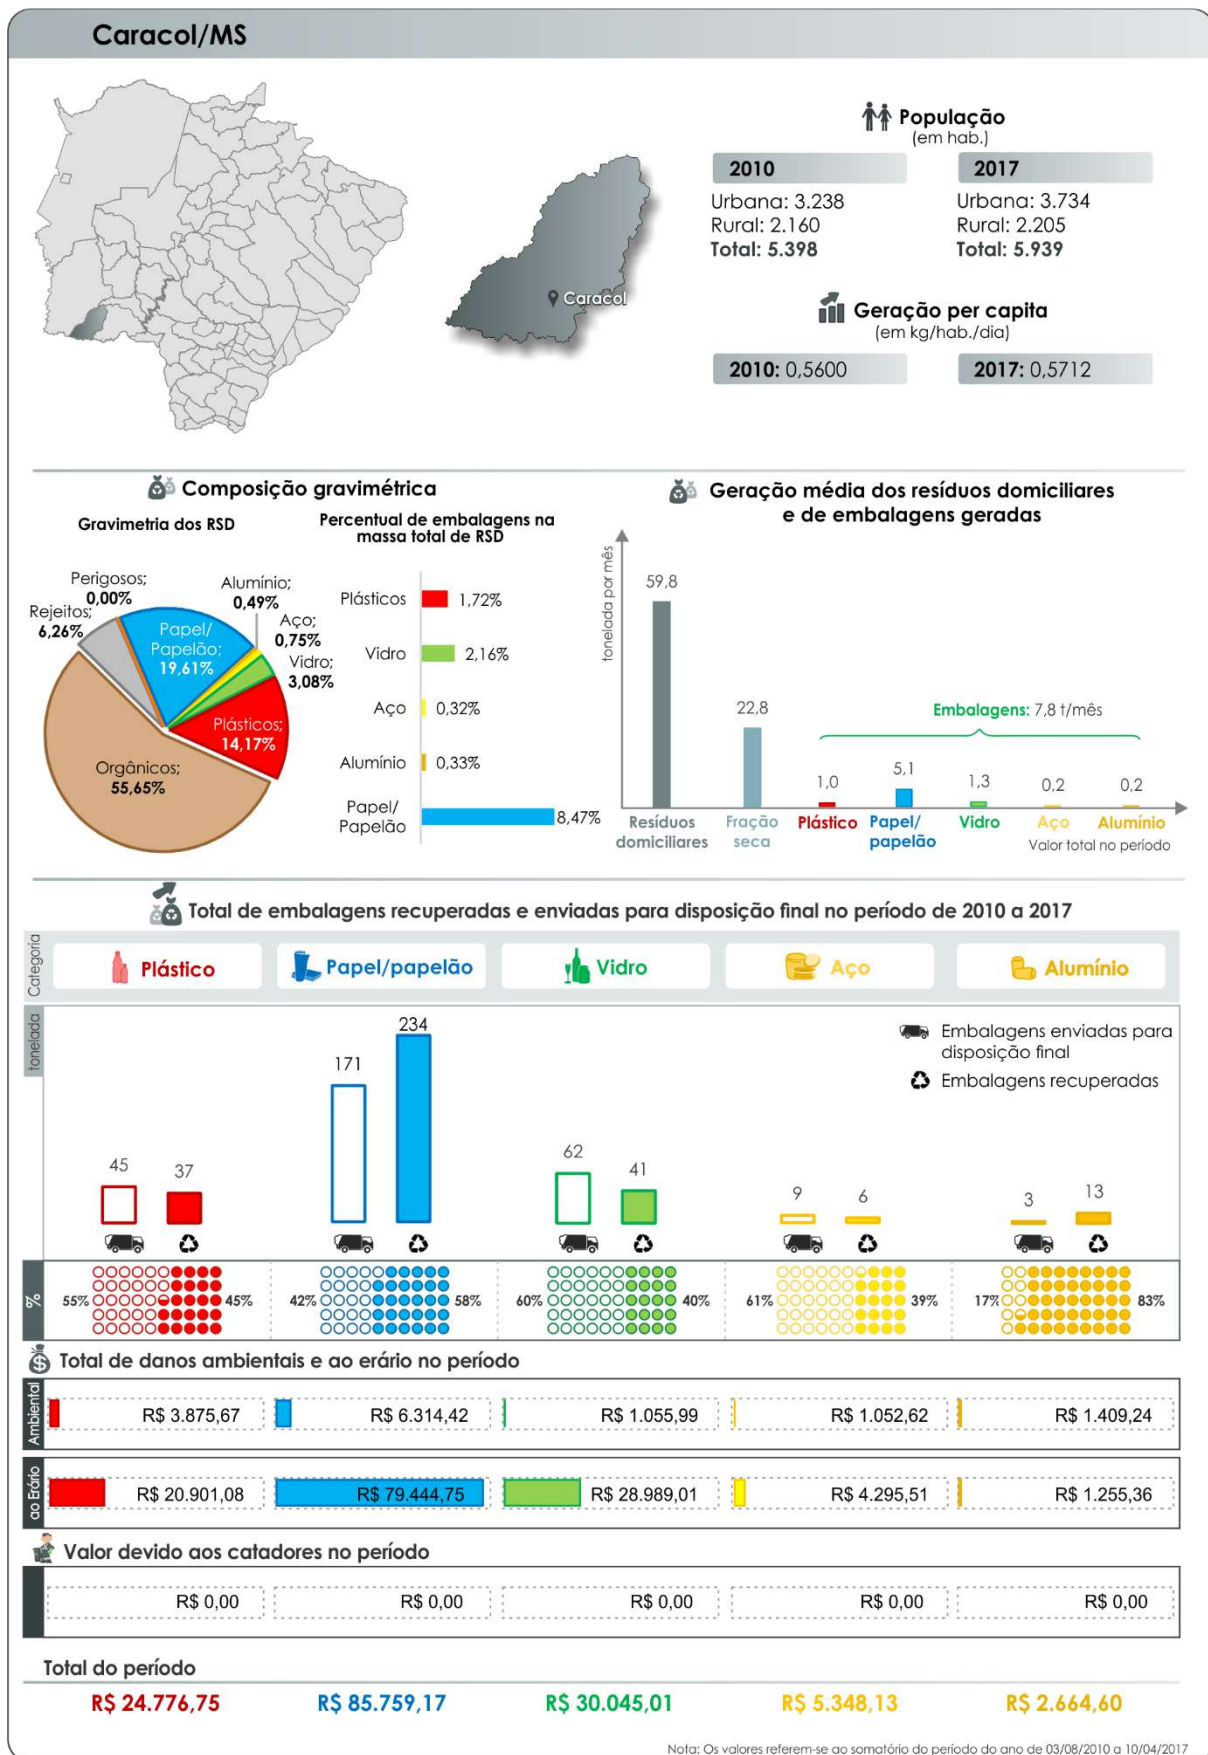 Caracol/MS
População
(em hab.)
2010
Urbana: 3.238
Rural: 2.160
Total: 5.398
2017
Urbana: 3.734
Rural: 2.205
Total: 5.939
Caracol
Geração per capita
(em kg/hab./dia)
2010: 0,5600
2017: 0,5712
Composição gravimétrica
Gravimetria dos RSD
Perigosos;
0,00%
Alumínio;
0,49%
Rejeitos;
6,26%
Papel/
Papelão;
19,61%
Aço;
0,75%
Vidro;
3,08%
Plásticos;
14,17%
Orgânicos;
55,65%
Percentual de embalagens na
massa total de RSD
Plásticos
1,72%
Vidro
2,16%
Aço
0,32%
Alumínio
0,33%
Papel/
Papelão
8,47%
Geração média dos resíduos domiciliares
e de embalagens geradas
tonelada por mês
59,8
22,8
Embalagens: 7,8 t/mês
1,0
5,1
1,3
0,2
0,2
Resíduos
domiciliares
Fração
seca
Plástico
Papel/
papelão
Vidro
Aço
Alumínio
Valor total no período
Total de embalagens recuperadas e enviadas para disposição final no período de 2010 a 2017
Categoria
Plástico
Papel/papelão
Vidro
Aço
Alumínio
tonelada
45
37
171
234
62
41
9
6
3
13
Embalagens enviadas para
disposição final
Embalagens recuperadas
%
55%
45%
42%
58%
60%
40%
61%
39%
17%
83%
$
Total de danos ambientais e ao erário no período
Ambiental
R$ 3.875,67
R$ 6.314,42
R$ 1.055,99
R$ 1.052,62
R$ 1.409,24
ao Erário
R$ 20.901,08
R$ 79.444,75
R$ 28.989,01
R$ 4.295,51
R$ 1.255,36
Valor devido aos catadores no período
R$ 0,00
R$ 0,00
R$ 0,00
R$ 0,00
R$ 0,00
Total do período
R$ 24.776,75
R$ 85.759,17
R$ 30.045,01
R$ 5.348,13
R$ 2.664,60
Nota: Os valores referem-se ao somatório do período do ano de 03/08/2010 a 10/04/2017